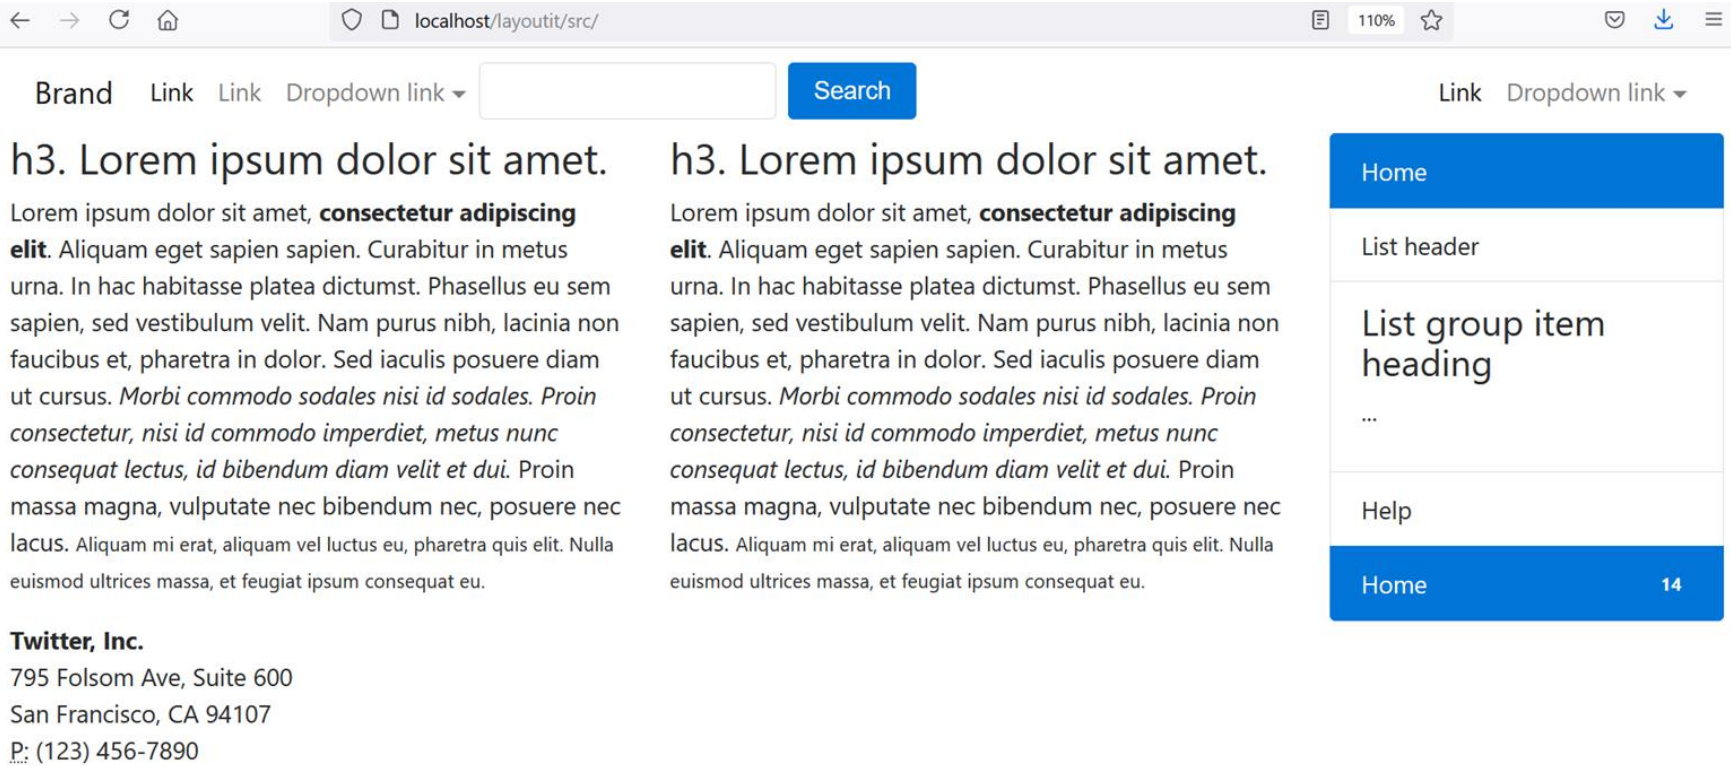 localhost/layoutit/src/
110%
Brand Link Link Dropdown link Search Link Dropdown link
h3. Lorem ipsum dolor sit amet.
Lorem ipsum dolor sit amet, consectetur adipiscing
elit. Aliquam eget sapien sapien. Curabitur in metus
urna. In hac habitasse platea dictumst. Phasellus eu sem
sapien, sed vestibulum velit. Nam purus nibh, lacinia non
faucibus et, pharetra in dolor. Sed iaculis posuere diam
ut cursus. Morbi commodo sodales nisi id sodales. Proin
consectetur, nisi id commodo imperdiet, metus nunc
consequat lectus, id bibendum diam velit et dui. Proin
massa magna, vulputate nec bibendum nec, posuere nec
lacus. Aliquam mi erat, aliquam vel luctus eu, pharetra quis elit. Nulla
euismod ultrices massa, et feugiat ipsum consequat eu.
Twitter, Inc.
795 Folsom Ave, Suite 600
San Francisco, CA 94107
P: (123) 456-7890
h3. Lorem ipsum dolor sit amet.
Lorem ipsum dolor sit amet, consectetur adipiscing
elit. Aliquam eget sapien sapien. Curabitur in metus
urna. In hac habitasse platea dictumst. Phasellus eu sem
sapien, sed vestibulum velit. Nam purus nibh, lacinia non
faucibus et, pharetra in dolor. Sed iaculis posuere diam
ut cursus. Morbi commodo sodales nisi id sodales. Proin
consectetur, nisi id commodo imperdiet, metus nunc
consequat lectus, id bibendum diam velit et dui. Proin
massa magna, vulputate nec bibendum nec, posuere nec
lacus. Aliquam mi erat, aliquam vel luctus eu, pharetra quis elit. Nulla
euismod ultrices massa, et feugiat ipsum consequat eu.
Home
List header
List group item
heading
...
Help
Home 14